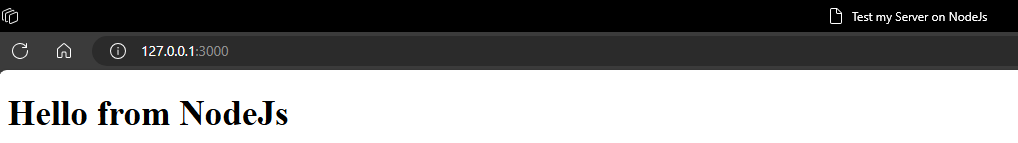 Test my Server on NodeJs
127.0.0.1:3000
Hello from NodeJs